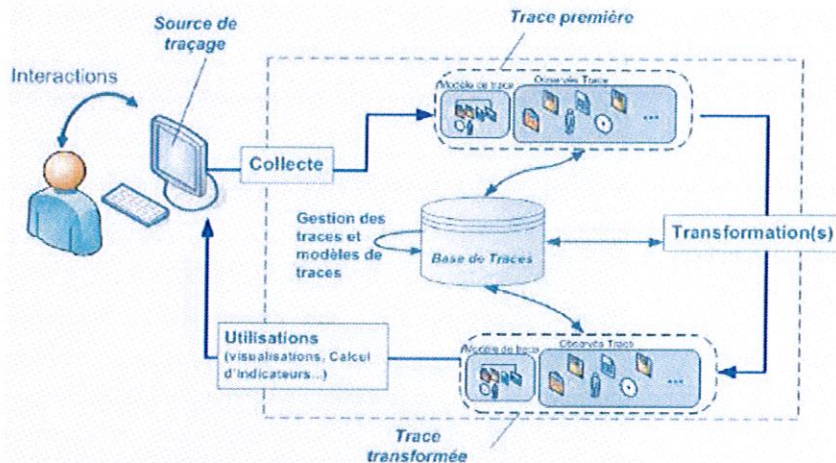 Source de
traçage
Trace première
Interactions
Modèle de trace
Observés Trace
...
Collecte
Gestion des
traces et
modèles de
traces
Base de Traces
Transformation(s)
Utilisations
(visualisations, Calcul
d'indicateurs...)
Modèle de trace
Observés Trace
...
Trace
transformée